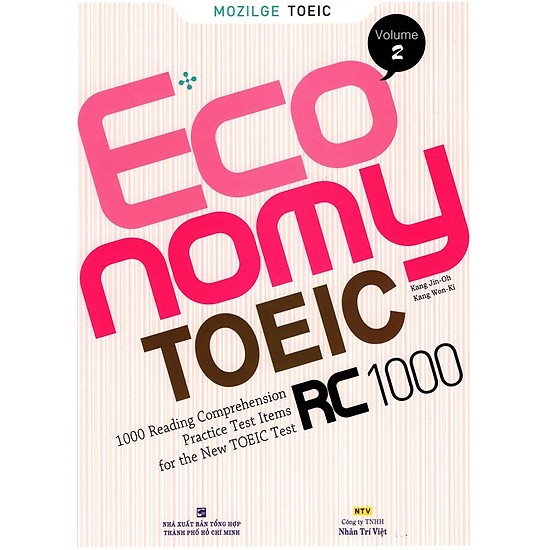 MOZILGE TOEIC
Volume
2
Eco
nomy
Kang Jin-Oh
Kang Won-Ki
TOEIC
RC 1000
1000 Reading Comprehension
Practice Test Items
for the New TOEIC Test
NHÀ XUẤT BẢN TỔNG HỢP
THÀNH PHỐ HỒ CHÍ MINH
NTV
Công ty TNHH
Nhân Trí Việt